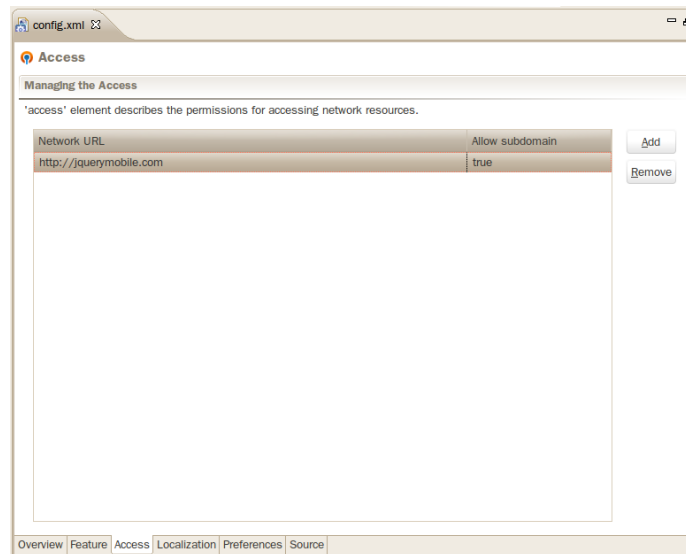 config.xml
Access
Managing the Access
'access' element describes the permissions for accessing network resources.
Network URL Allow subdomain
http://jquerymobile.com true
Add
Remove
Overview Feature Access Localization Preferences Source